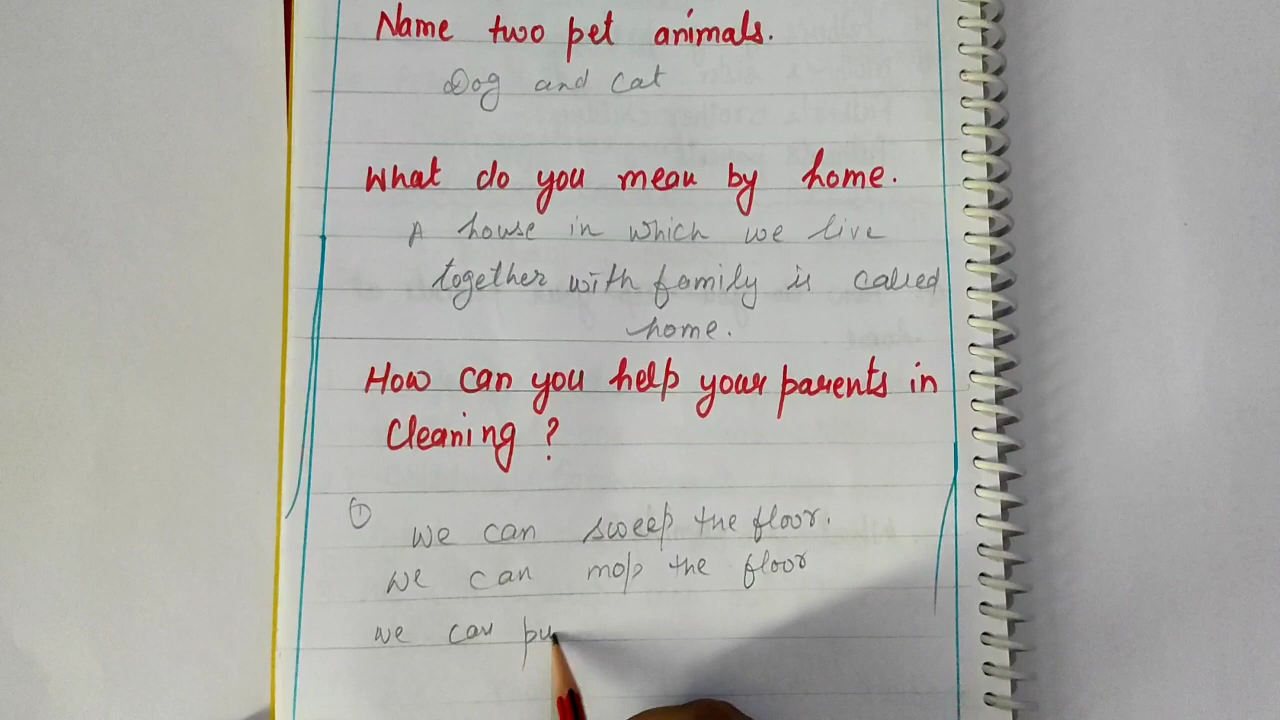 Name two pet animals.
Dog and cat
What do you mean by home.
A house in which we live
together with family is called
home.
How can you help your parents in
Cleaning ?
① we can sweep the floor.
we can mop the floor
we can pu